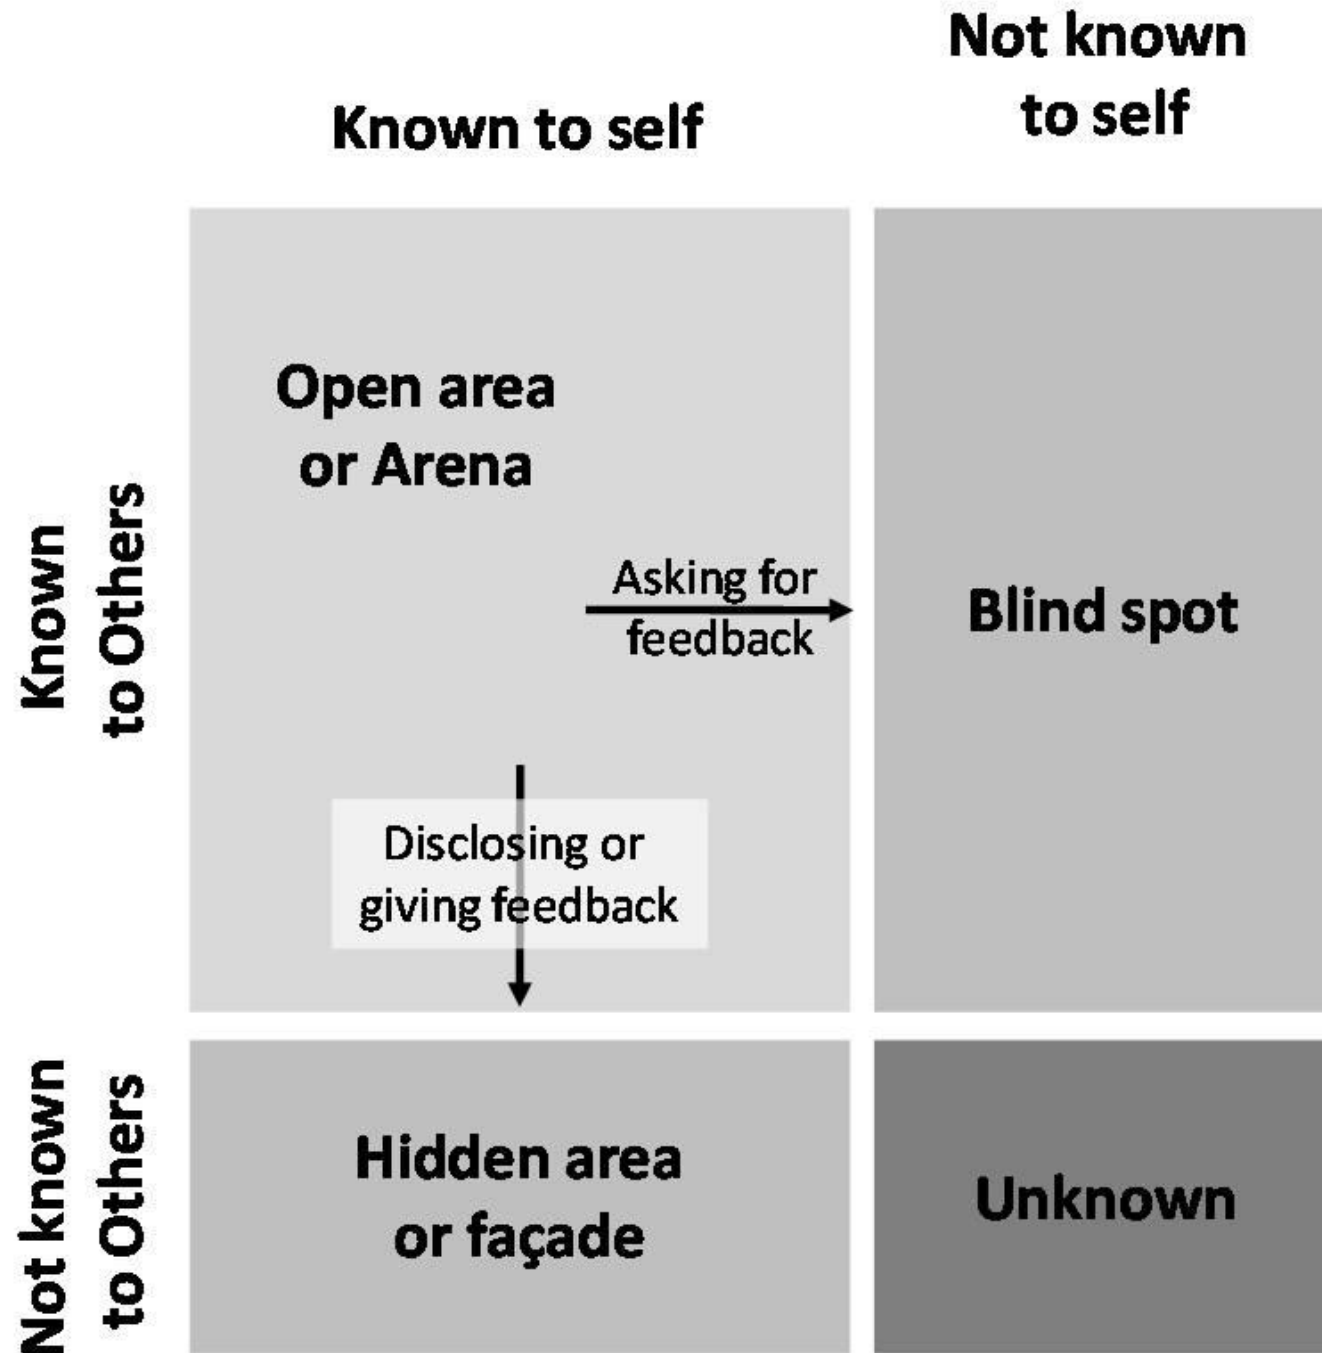 Not known
to self
Known to self
Known
to Others
Open area
or Arena
Asking for
feedback
Blind spot
Disclosing or
giving feedback
Not known
to Others
Hidden area
or façade
Unknown